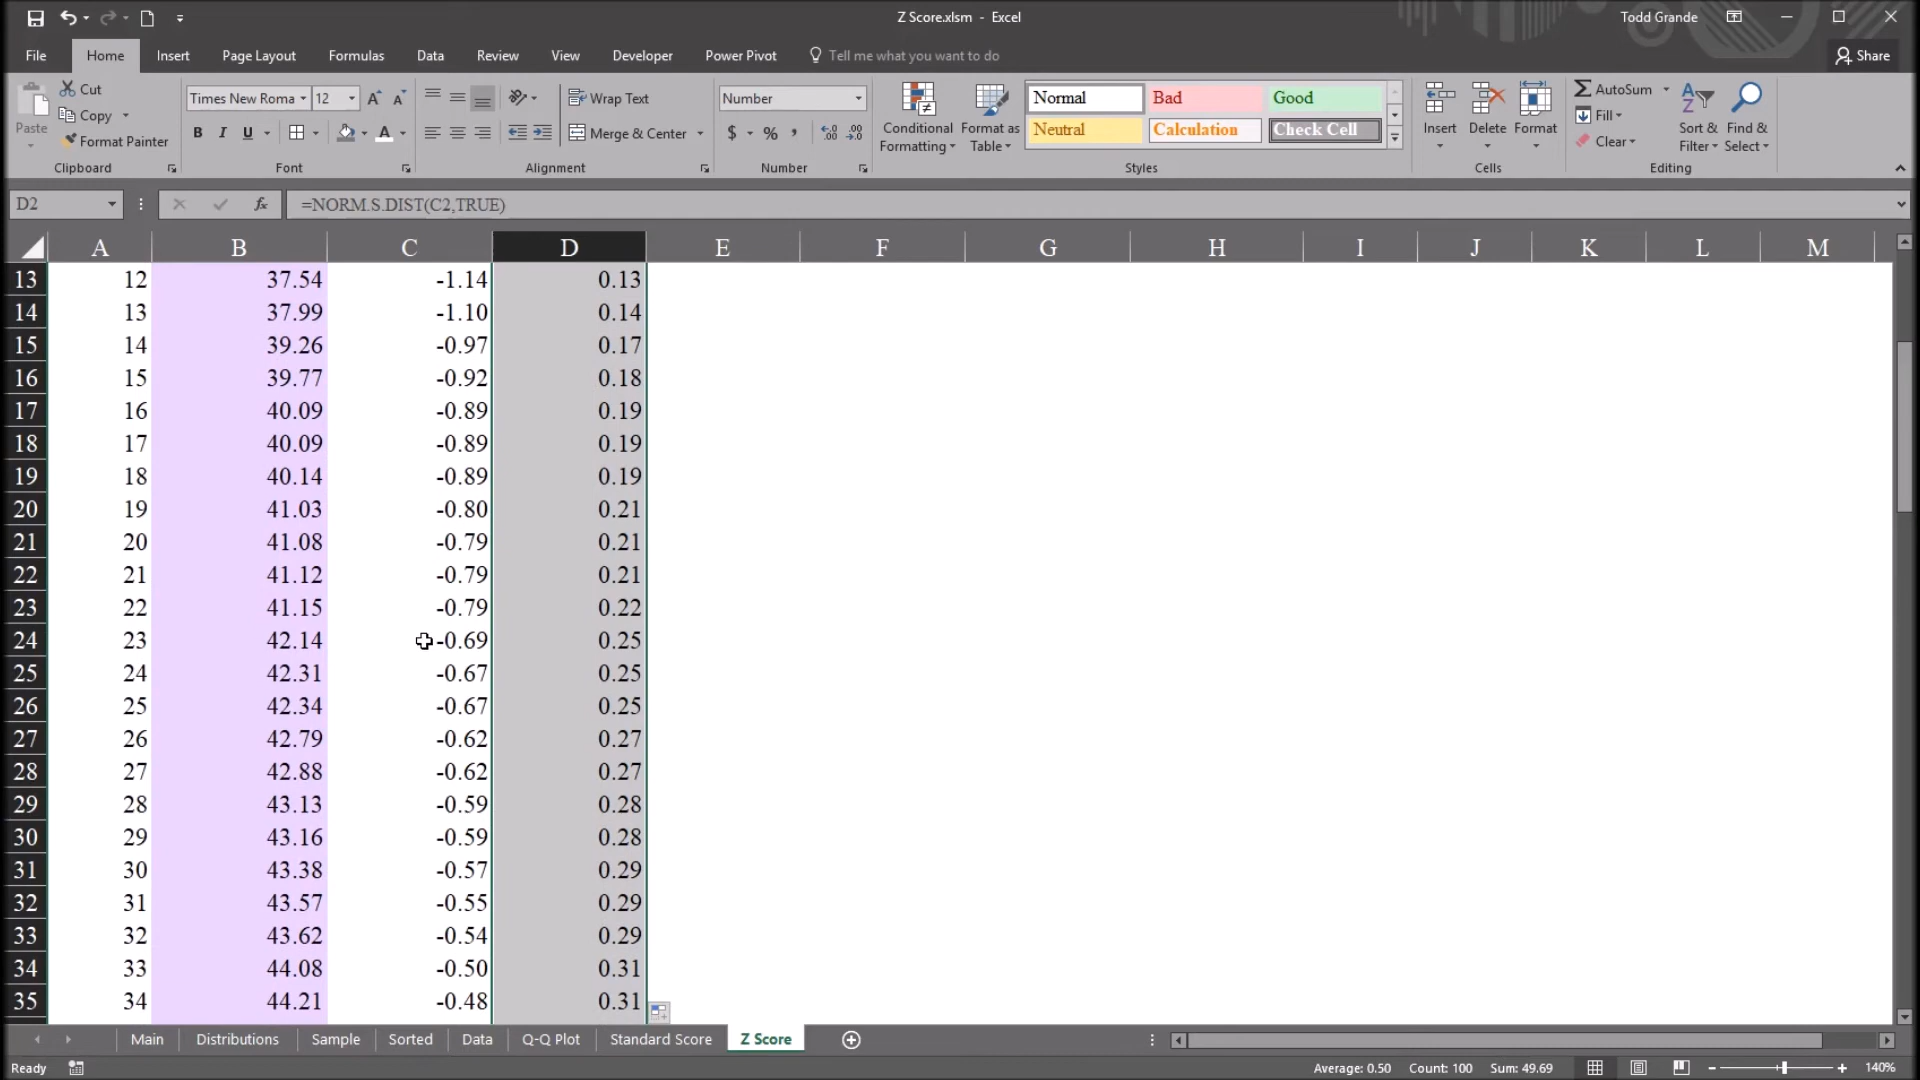 Z Score.xlsm - Excel
Todd Grande
File Home Insert Page Layout Formulas Data Review View Developer Power Pivot Tell me what you want to do Share
Paste
Cut
Copy
Format Painter
Clipboard
Times New Roma 12
B I U A
Font
Wrap Text
Merge & Center
Alignment
Number
$ % ,
Number
Conditional Formatting
Format as Table
Normal Bad Good
Neutral Calculation Check Cell
Styles
Insert Delete Format
Cells
AutoSum
Fill
Clear
Sort & Filter
Find & Select
Editing
D2 fx =NORM.S.DIST(C2,TRUE)
A B C D E F G H I J K L M
13 12 37.54 -1.14 0.13
14 13 37.99 -1.10 0.14
15 14 39.26 -0.97 0.17
16 15 39.77 -0.92 0.18
17 16 40.09 -0.89 0.19
18 17 40.09 -0.89 0.19
19 18 40.14 -0.89 0.19
20 19 41.03 -0.80 0.21
21 20 41.08 -0.79 0.21
22 21 41.12 -0.79 0.21
23 22 41.15 -0.79 0.22
24 23 42.14 -0.69 0.25
25 24 42.31 -0.67 0.25
26 25 42.34 -0.67 0.25
27 26 42.79 -0.62 0.27
28 27 42.88 -0.62 0.27
29 28 43.13 -0.59 0.28
30 29 43.16 -0.59 0.28
31 30 43.38 -0.57 0.29
32 31 43.57 -0.55 0.29
33 32 43.62 -0.54 0.29
34 33 44.08 -0.50 0.31
35 34 44.21 -0.48 0.31
Main Distributions Sample Sorted Data Q-Q Plot Standard Score Z Score
Ready Average: 0.50 Count: 100 Sum: 49.69 140%